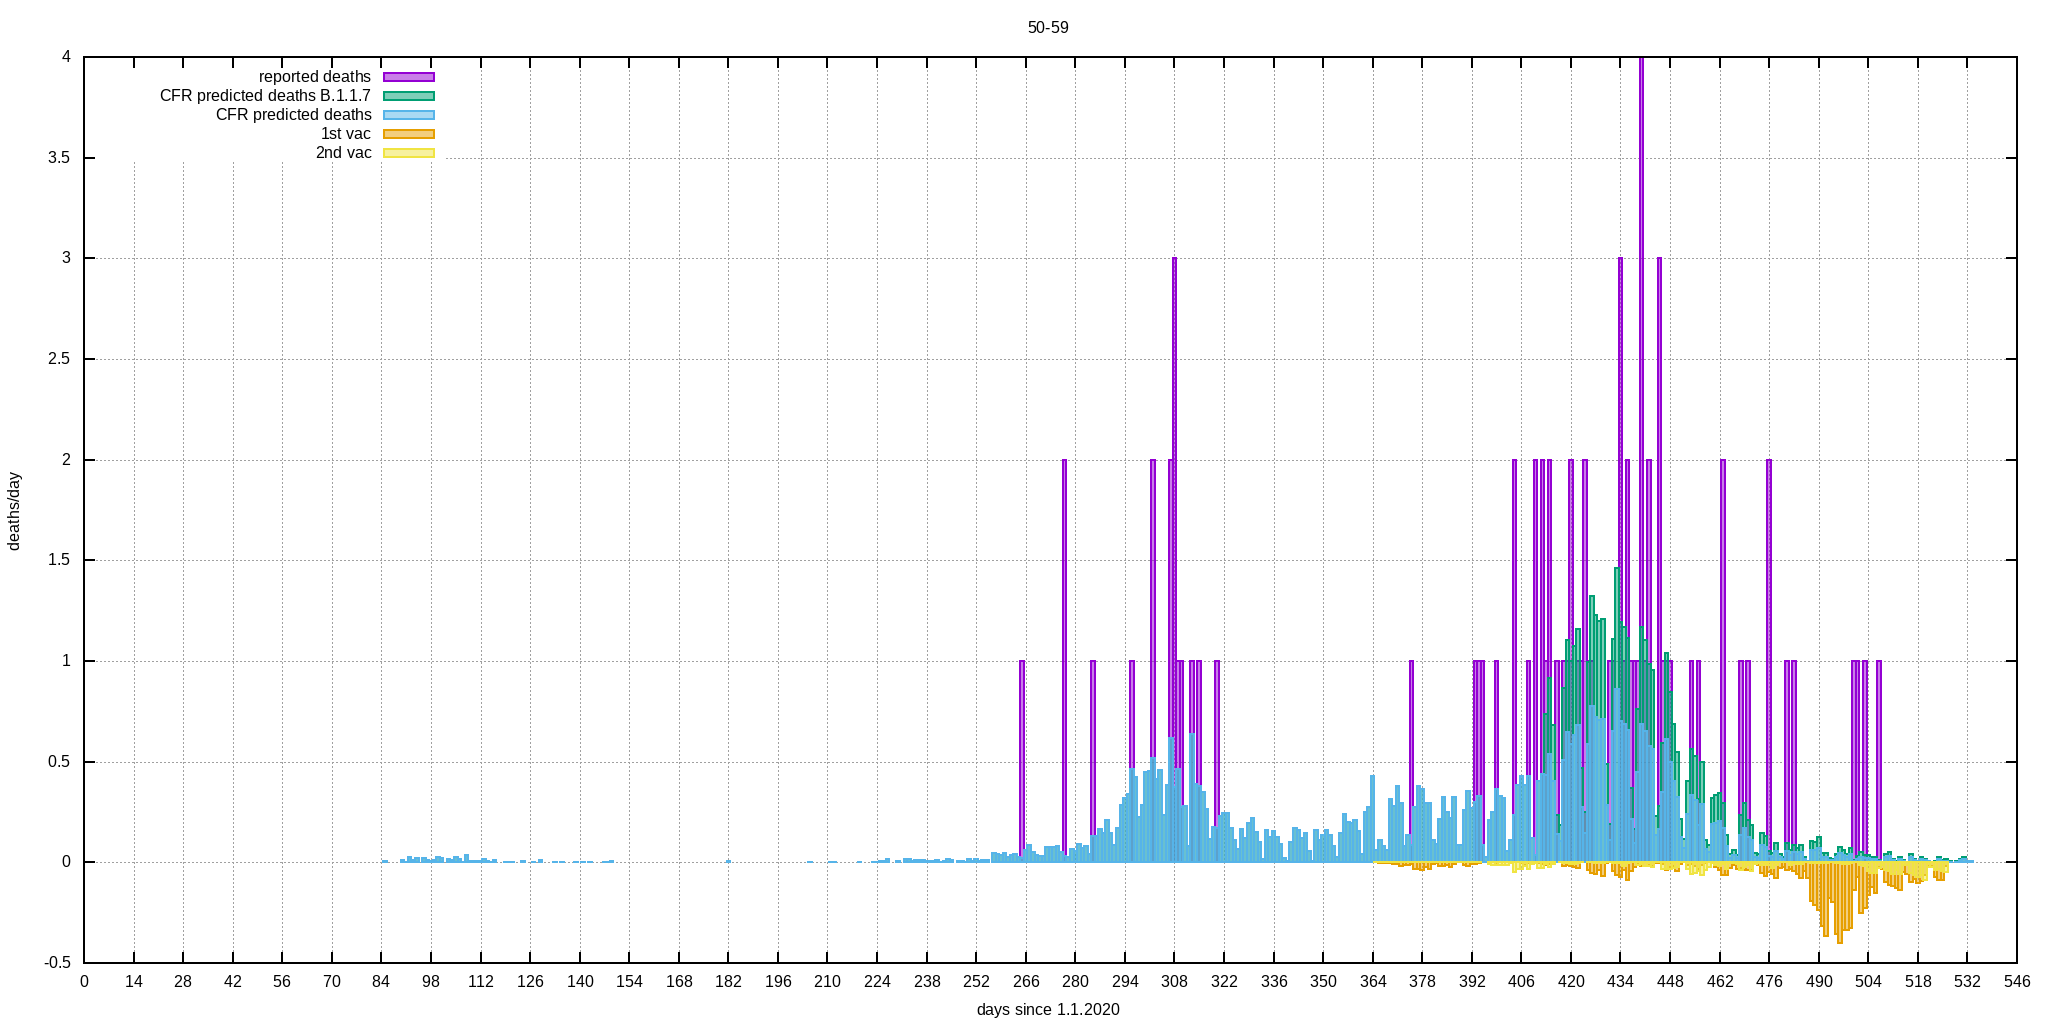 50-59
reported deaths
CFR predicted deaths B.1.1.7
CFR predicted deaths
1st vac
2nd vac
4
3.5
3
2.5
2
1.5
1
0.5
0
-0.5
deaths/day
0 14 28 42 56 70 84 98 112 126 140 154 168 182 196 210 224 238 252 266 280 294 308 322 336 350 364 378 392 406 420 434 448 462 476 490 504 518 532 546
days since 1.1.2020